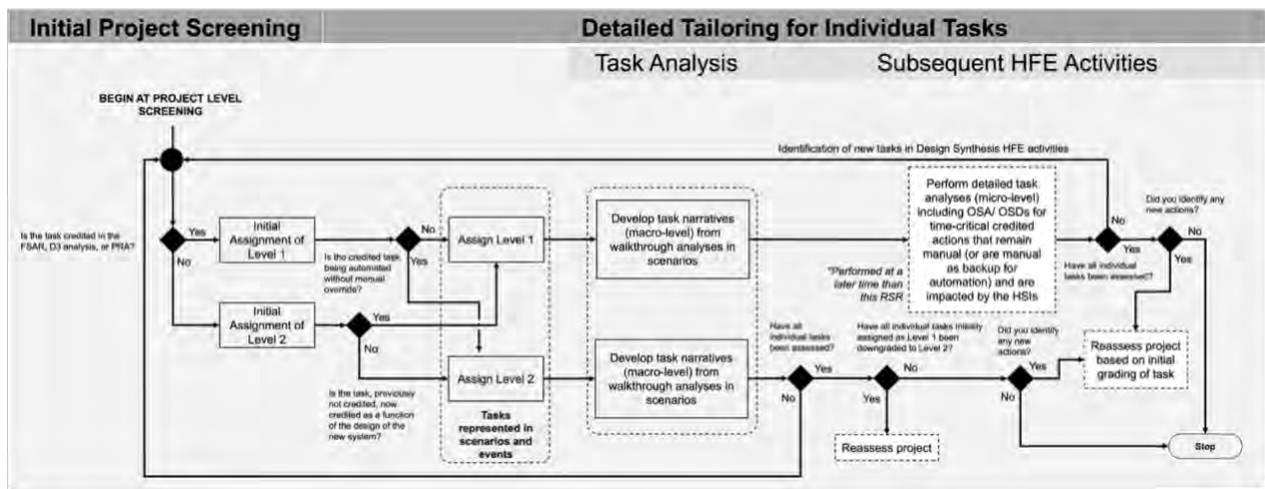 Initial Project Screening
Detailed Tailoring for Individual Tasks
Task Analysis
Subsequent HFE Activities
BEGIN AT PROJECT LEVEL
SCREENING
Identification of new tasks in Design Synthesis HFE activities
Is the task credited in the
FSAR, D3 analysis, or PRA?
Yes
No
Initial
Assignment of
Level 1
Is the credited task
being automated
without manual
override?
No
Yes
Assign Level 1
Develop task narratives
(macro-level) from
walkthrough analyses in
scenarios
"Performed at a
later time than
this RSR
Perform detailed task
analyses (micro-level)
including OSA/ OSDs for
time-critical credited
actions that remain
manual (or are manual
as backup for
automation) and are
impacted by the HSIs
No
Yes
Have all individual
tasks been assessed?
Did you identify any
new actions?
No
Yes
Initial
Assignment of
Level 2
Yes
No
Is the task, previously
not credited, now
credited as a function
of the design of the
new system?
Assign Level 2
Tasks
represented in
scenarios and
events
Develop task narratives
(macro-level) from
walkthrough analyses in
scenarios
Have all
individual tasks
been assessed?
Yes
No
Have all individual tasks initially
assigned as Level 1 been
downgraded to Level 2?
No
Yes
Reassess project
Did you identify
any new
actions?
Yes
No
Reassess project
based on initial
grading of task
Stop